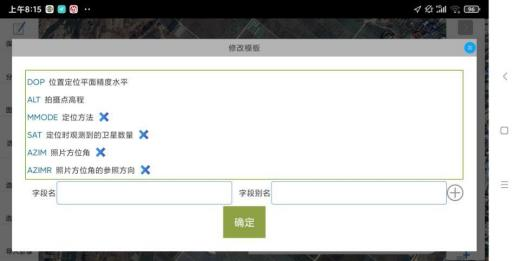 上午8:15
96
修改模板
DOP 位置定位平面精度水平
ALT 拍摄点高程
MMODE 定位方法
SAT 定位时观测到的卫星数量
AZIM 照片方位角
AZIMR 照片方位角的参照方向
字段名 字段别名
确定